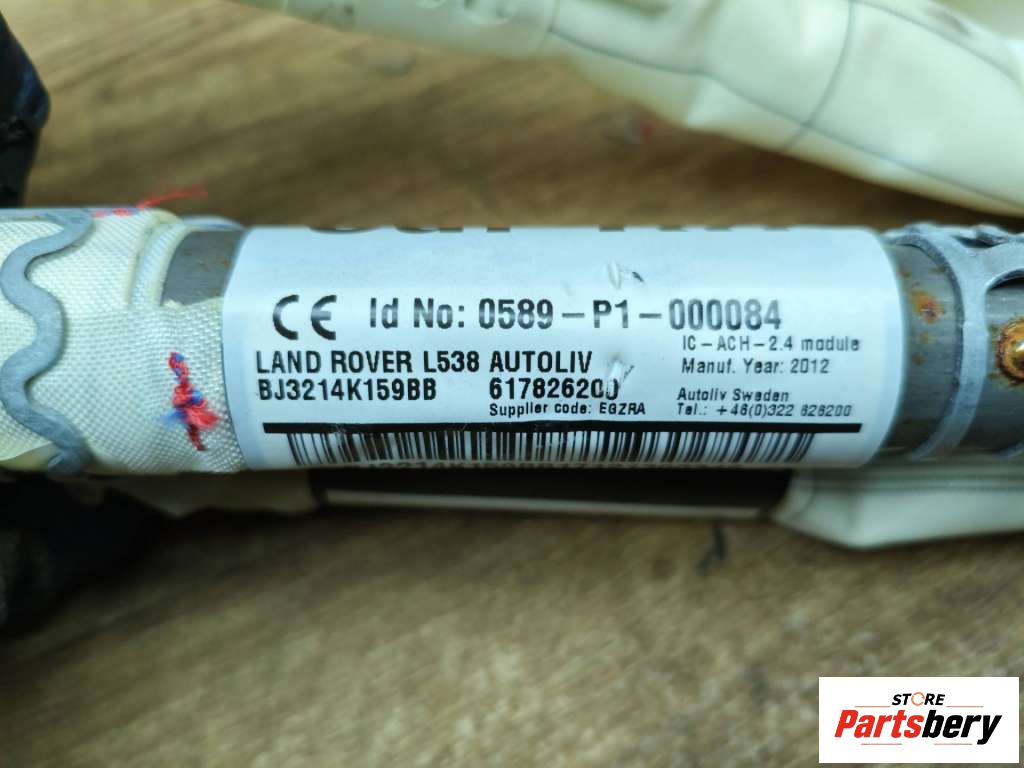 CE Id No: 0589-P1-000084
IC-ACH-2.4 module
LAND ROVER L538 AUTOLIV
Manuf. Year: 2012
BJ3214K159BB 617826200
Autoliv Sweden
Supplier code: EGZRA
Tel.: +46(0)322 626200
STORE
Partsbery